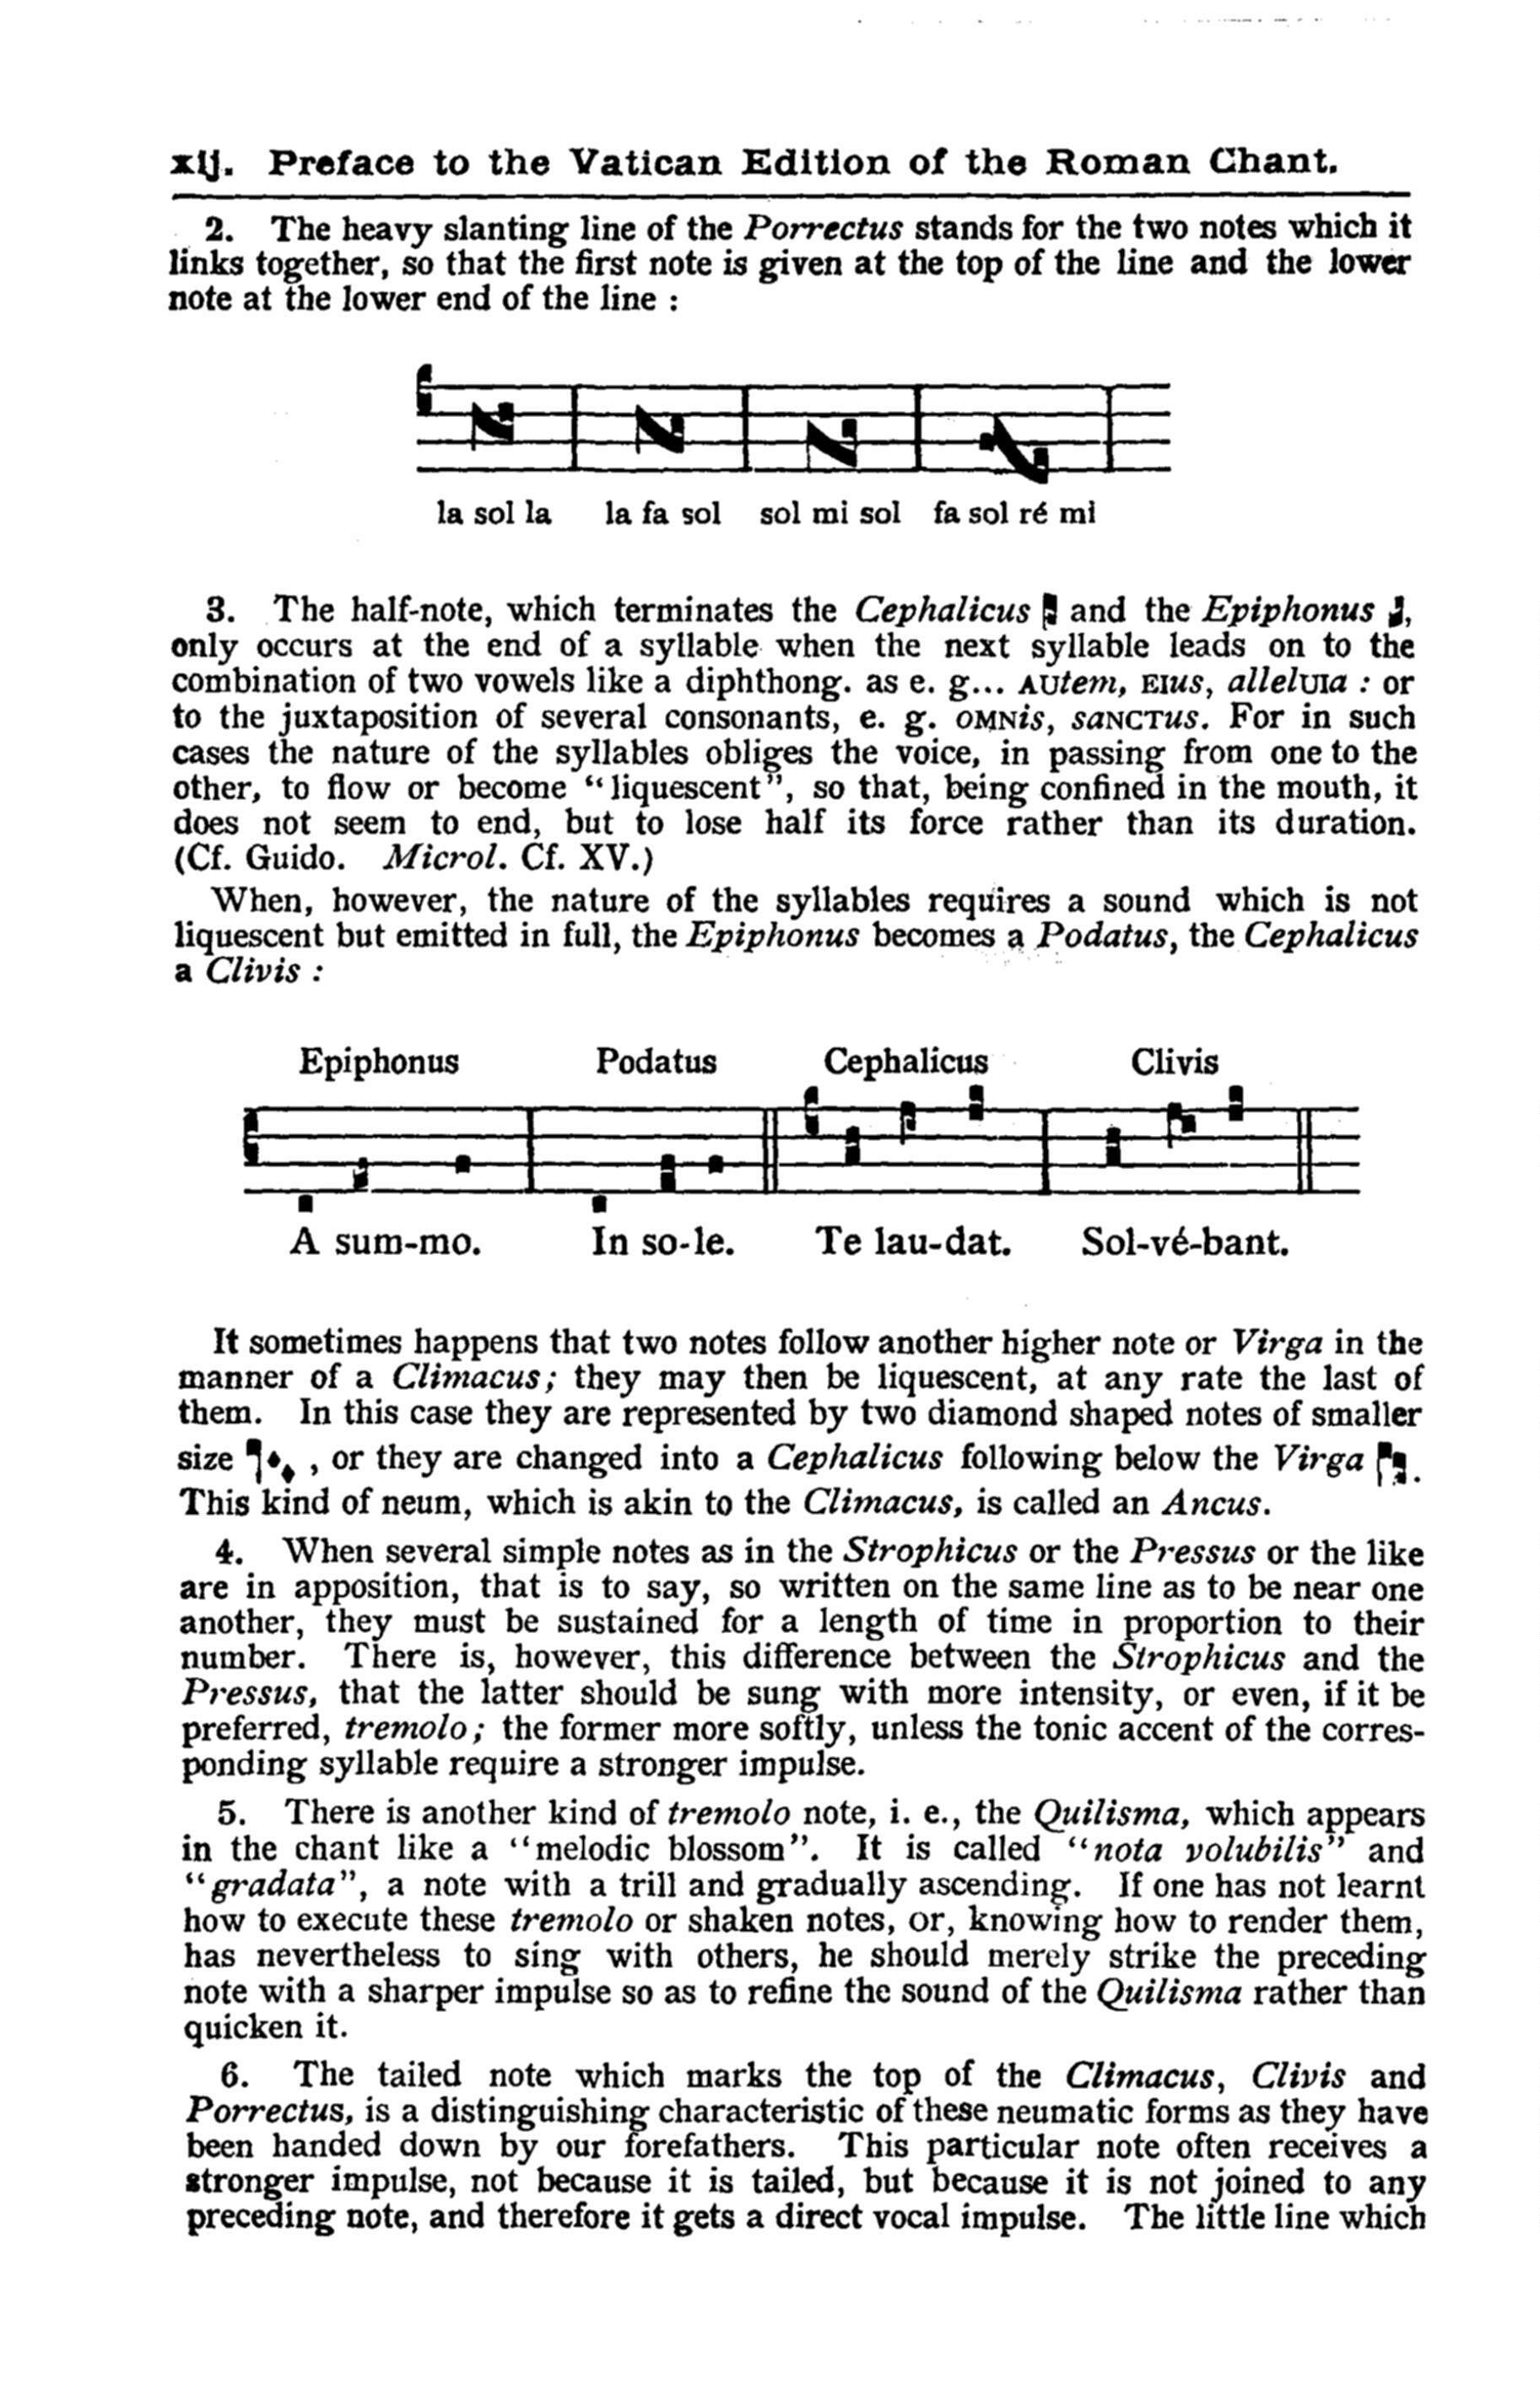 xij. Preface to the Vatican Edition of the Roman Chant.
2. The heavy slanting line of the Porrectus stands for the two notes which it
links together, so that the first note is given at the top of the line and the lower
note at the lower end of the line :
la sol la la fa sol sol mi sol fa sol ré mi
3. The half-note, which terminates the Cephalicus and the Epiphonus ,
only occurs at the end of a syllable when the next syllable leads on to the
combination of two vowels like a diphthong. as e. g... AUtem, EIUS, allelUIa : or
to the juxtaposition of several consonants, e. g. OMNis, saNCTus. For in such
cases the nature of the syllables obliges the voice, in passing from one to the
other, to flow or become “liquescent”, so that, being confined in the mouth, it
does not seem to end, but to lose half its force rather than its duration.
(Cf. Guido. Microl. Cf. XV.)
When, however, the nature of the syllables requires a sound which is not
liquescent but emitted in full, the Epiphonus becomes a Podatus, the Cephalicus
a Clivis :
Epiphonus Podatus Cephalicus Clivis
A sum-mo. In so-le. Te lau-dat. Sol-vé-bant.
It sometimes happens that two notes follow another higher note or Virga in the
manner of a Climacus; they may then be liquescent, at any rate the last of
them. In this case they are represented by two diamond shaped notes of smaller
size , or they are changed into a Cephalicus following below the Virga .
This kind of neum, which is akin to the Climacus, is called an Ancus.
4. When several simple notes as in the Strophicus or the Pressus or the like
are in apposition, that is to say, so written on the same line as to be near one
another, they must be sustained for a length of time in proportion to their
number. There is, however, this difference between the Strophicus and the
Pressus, that the latter should be sung with more intensity, or even, if it be
preferred, tremolo; the former more softly, unless the tonic accent of the corres-
ponding syllable require a stronger impulse.
5. There is another kind of tremolo note, i. e., the Quilisma, which appears
in the chant like a “melodic blossom”. It is called “nota volubilis” and
“gradata”, a note with a trill and gradually ascending. If one has not learnt
how to execute these tremolo or shaken notes, or, knowing how to render them,
has nevertheless to sing with others, he should merely strike the preceding
note with a sharper impulse so as to refine the sound of the Quilisma rather than
quicken it.
6. The tailed note which marks the top of the Climacus, Clivis and
Porrectus, is a distinguishing characteristic of these neumatic forms as they have
been handed down by our forefathers. This particular note often receives a
stronger impulse, not because it is tailed, but because it is not joined to any
preceding note, and therefore it gets a direct vocal impulse. The little line which